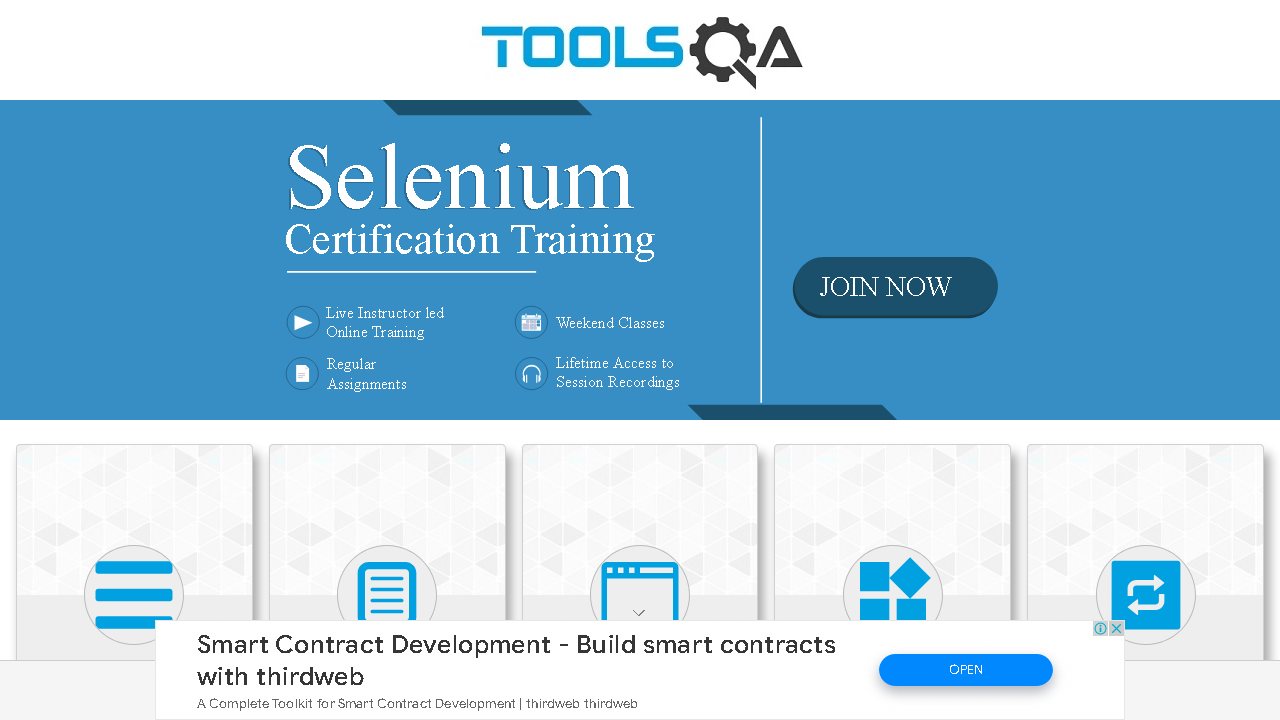 TOOLSQA
Selenium
Certification Training
JOIN NOW
Live Instructor led
Online Training
Weekend Classes
Regular
Assignments
Lifetime Access to
Session Recordings
Smart Contract Development - Build smart contracts
with thirdweb
A Complete Toolkit for Smart Contract Development | thirdweb thirdweb
OPEN